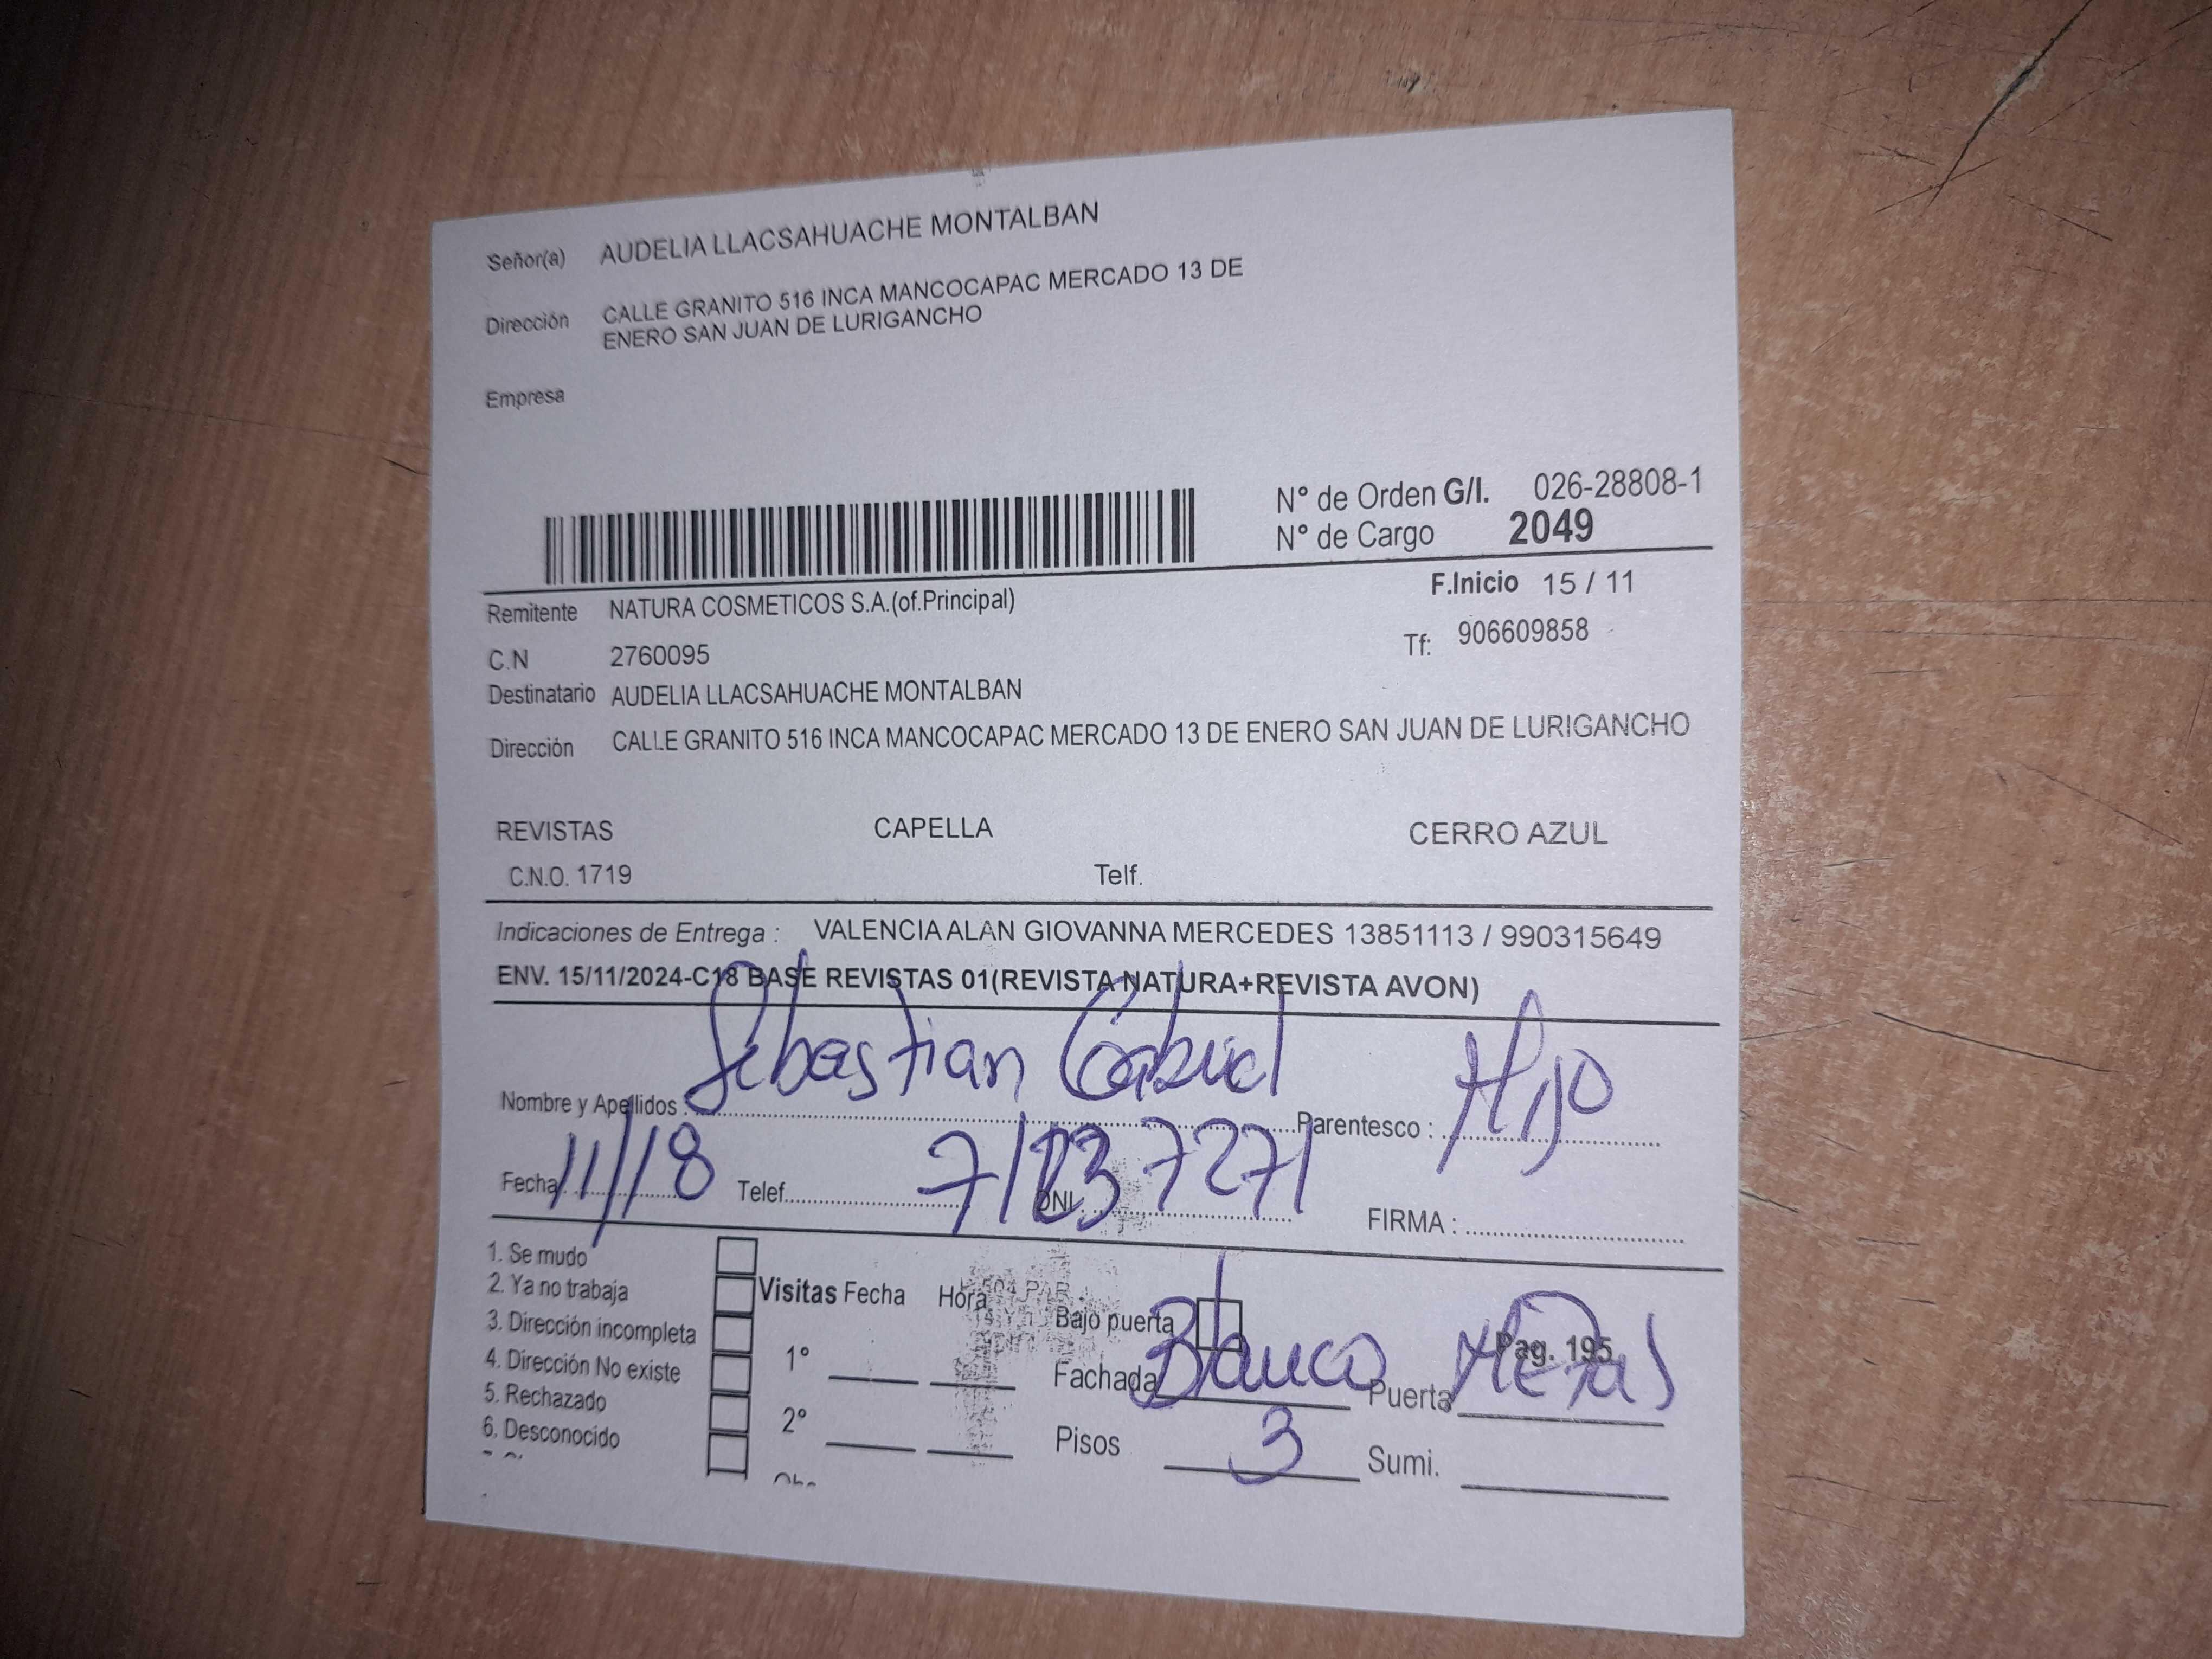 Señor(a) AUDELIA LLACSAHUACHE MONTALBAN
Dirección CALLE GRANITO 516 INCA MANCOCAPAC MERCADO 13 DE
ENERO SAN JUAN DE LURIGANCHO
Empresa
N° de Orden G/I. 026-28808-1
N° de Cargo 2049
F.Inicio 15 / 11
Remitente NATURA COSMETICOS S.A.(of.Principal)
Tf: 906609858
C.N 2760095
Destinatario AUDELIA LLACSAHUACHE MONTALBAN
Dirección CALLE GRANITO 516 INCA MANCOCAPAC MERCADO 13 DE ENERO SAN JUAN DE LURIGANCHO
REVISTAS CAPELLA CERRO AZUL
C.N.O. 1719 Telf.
Indicaciones de Entrega : VALENCIA ALAN GIOVANNA MERCEDES 13851113 / 990315649
ENV. 15/11/2024-C18 BASE REVISTAS 01(REVISTA NATURA+REVISTA AVON)
Nombre y Apellidos : Sebastian Gabriel Parentesco : Hijo
Fecha 11/18 Telef. DNI FIRMA :
1. Se mudo
2. Ya no trabaja Visitas Fecha Hora Bajo puerta
3. Dirección incompleta
4. Dirección No existe 1° Fachada Blanco Puerta Pag. 195
5. Rechazado
6. Desconocido 2° Pisos 3 Sumi.